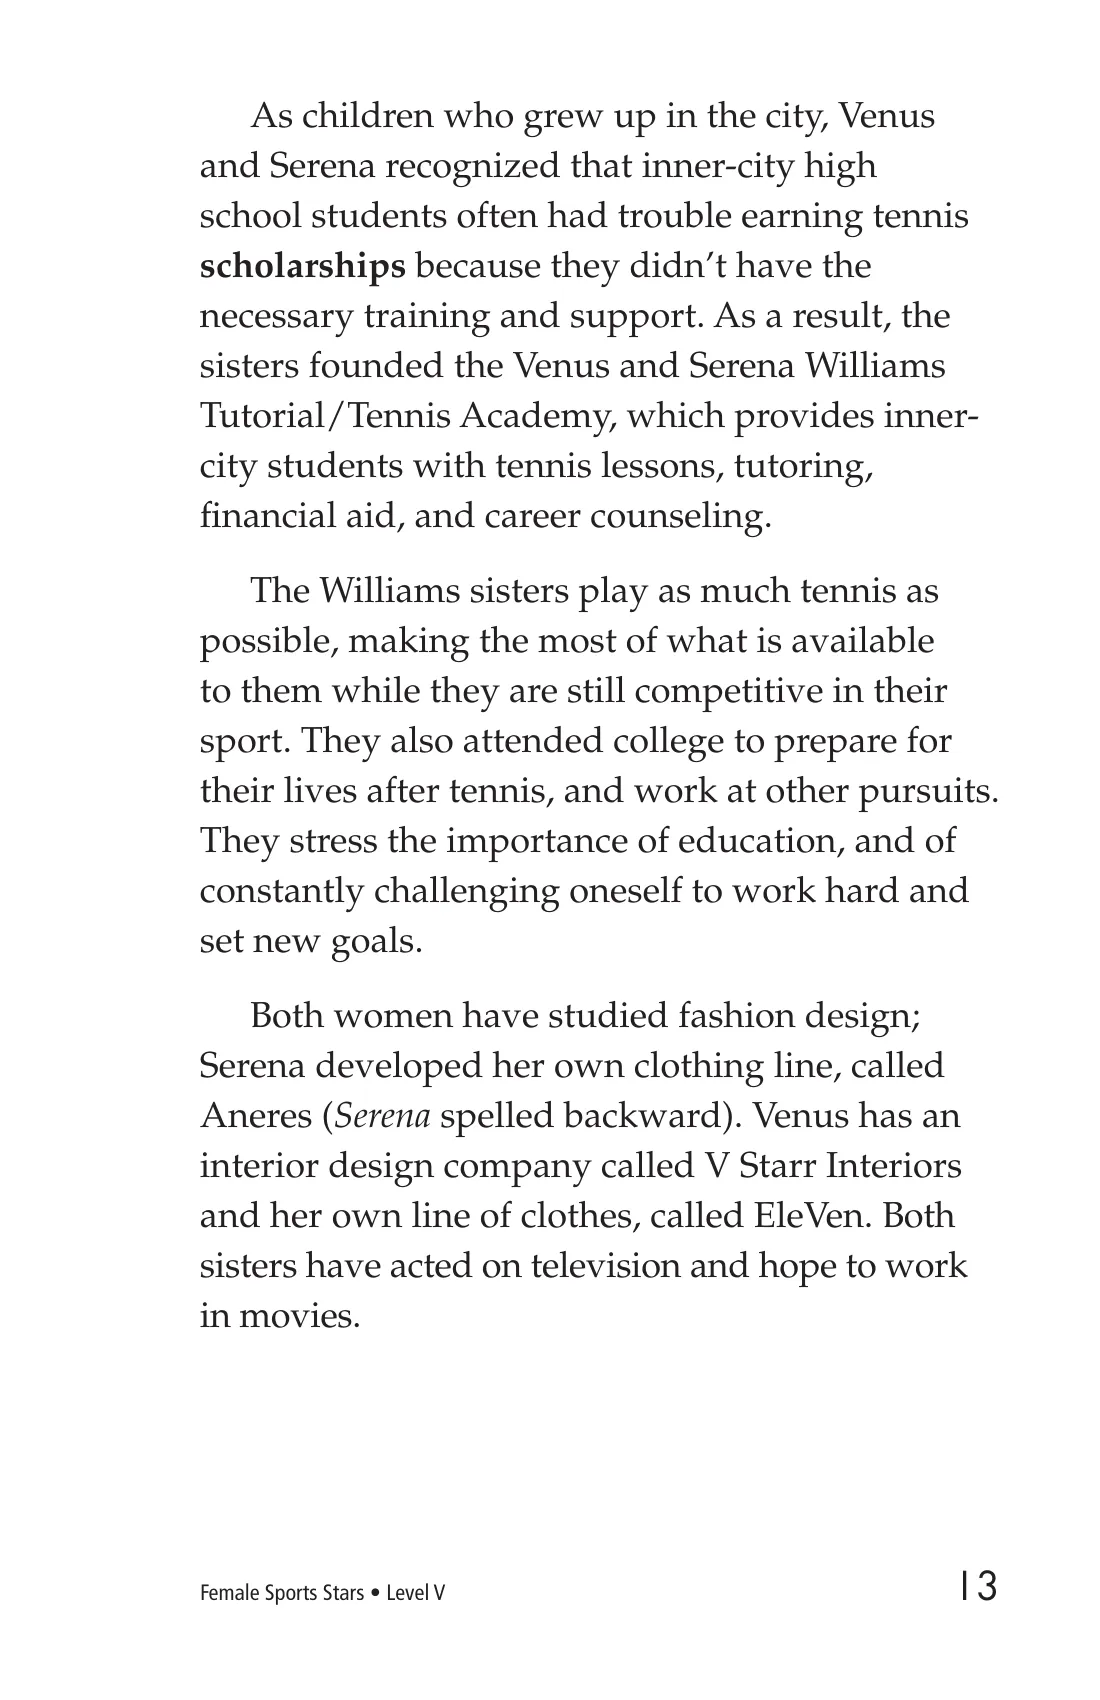 As children who grew up in the city, Venus
and Serena recognized that inner-city high
school students often had trouble earning tennis
scholarships because they didn’t have the
necessary training and support. As a result, the
sisters founded the Venus and Serena Williams
Tutorial/Tennis Academy, which provides inner-
city students with tennis lessons, tutoring,
financial aid, and career counseling.
The Williams sisters play as much tennis as
possible, making the most of what is available
to them while they are still competitive in their
sport. They also attended college to prepare for
their lives after tennis, and work at other pursuits.
They stress the importance of education, and of
constantly challenging oneself to work hard and
set new goals.
Both women have studied fashion design;
Serena developed her own clothing line, called
Aneres (Serena spelled backward). Venus has an
interior design company called V Starr Interiors
and her own line of clothes, called EleVen. Both
sisters have acted on television and hope to work
in movies.
Female Sports Stars • Level V
13